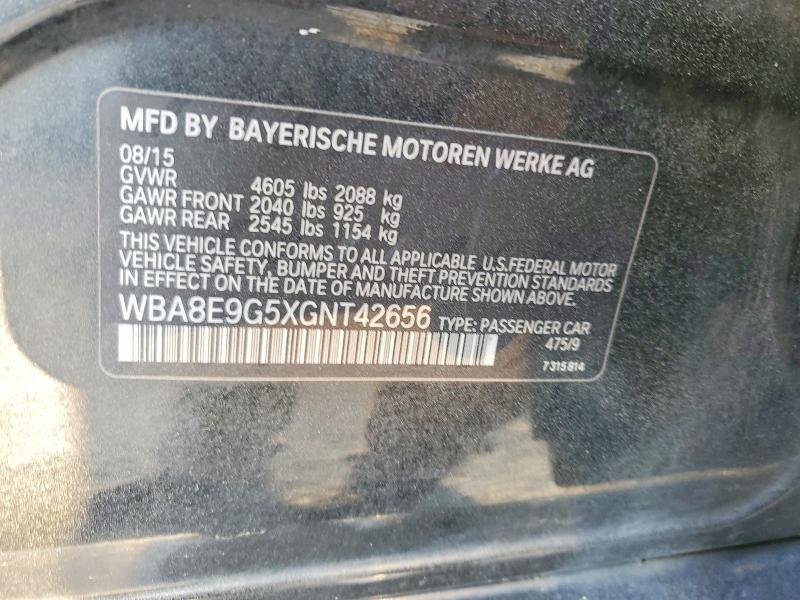 MFD BY BAYERISCHE MOTOREN WERKE AG
08/15
GVWR 4605 lbs 2088 kg
GAWR FRONT 2040 lbs 925 kg
GAWR REAR 2545 lbs 1154 kg
THIS VEHICLE CONFORMS TO ALL APPLICABLE U.S.FEDERAL MOTOR
VEHICLE SAFETY, BUMPER AND THEFT PREVENTION STANDARDS
IN EFFECT ON THE DATE OF MANUFACTURE SHOWN ABOVE.
WBA8E9G5XGNT42656 TYPE: PASSENGER CAR
475/9
7315814